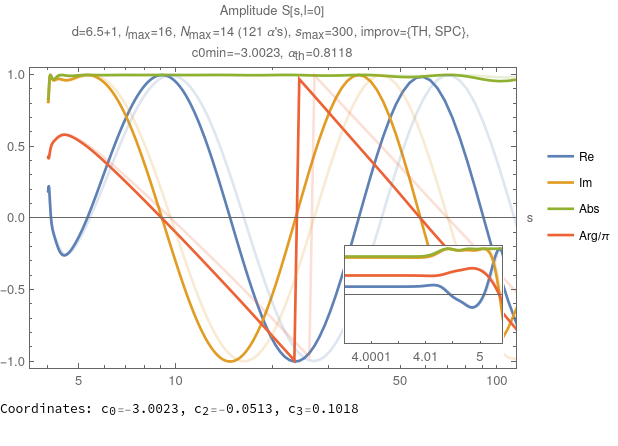 Amplitude S[s,l=0]
d=6.5+1, lmax=16, Nmax=14 (121 α's), smax=300, improv={TH, SPC},
c0min=-3.0023, αth=0.8118
1.0
0.5
0.0
-0.5
-1.0
5
10
50
100
s
Re
Im
Abs
Arg/π
4.0001
4.01
5
Coordinates: c0=-3.0023, c2=-0.0513, c3=0.1018